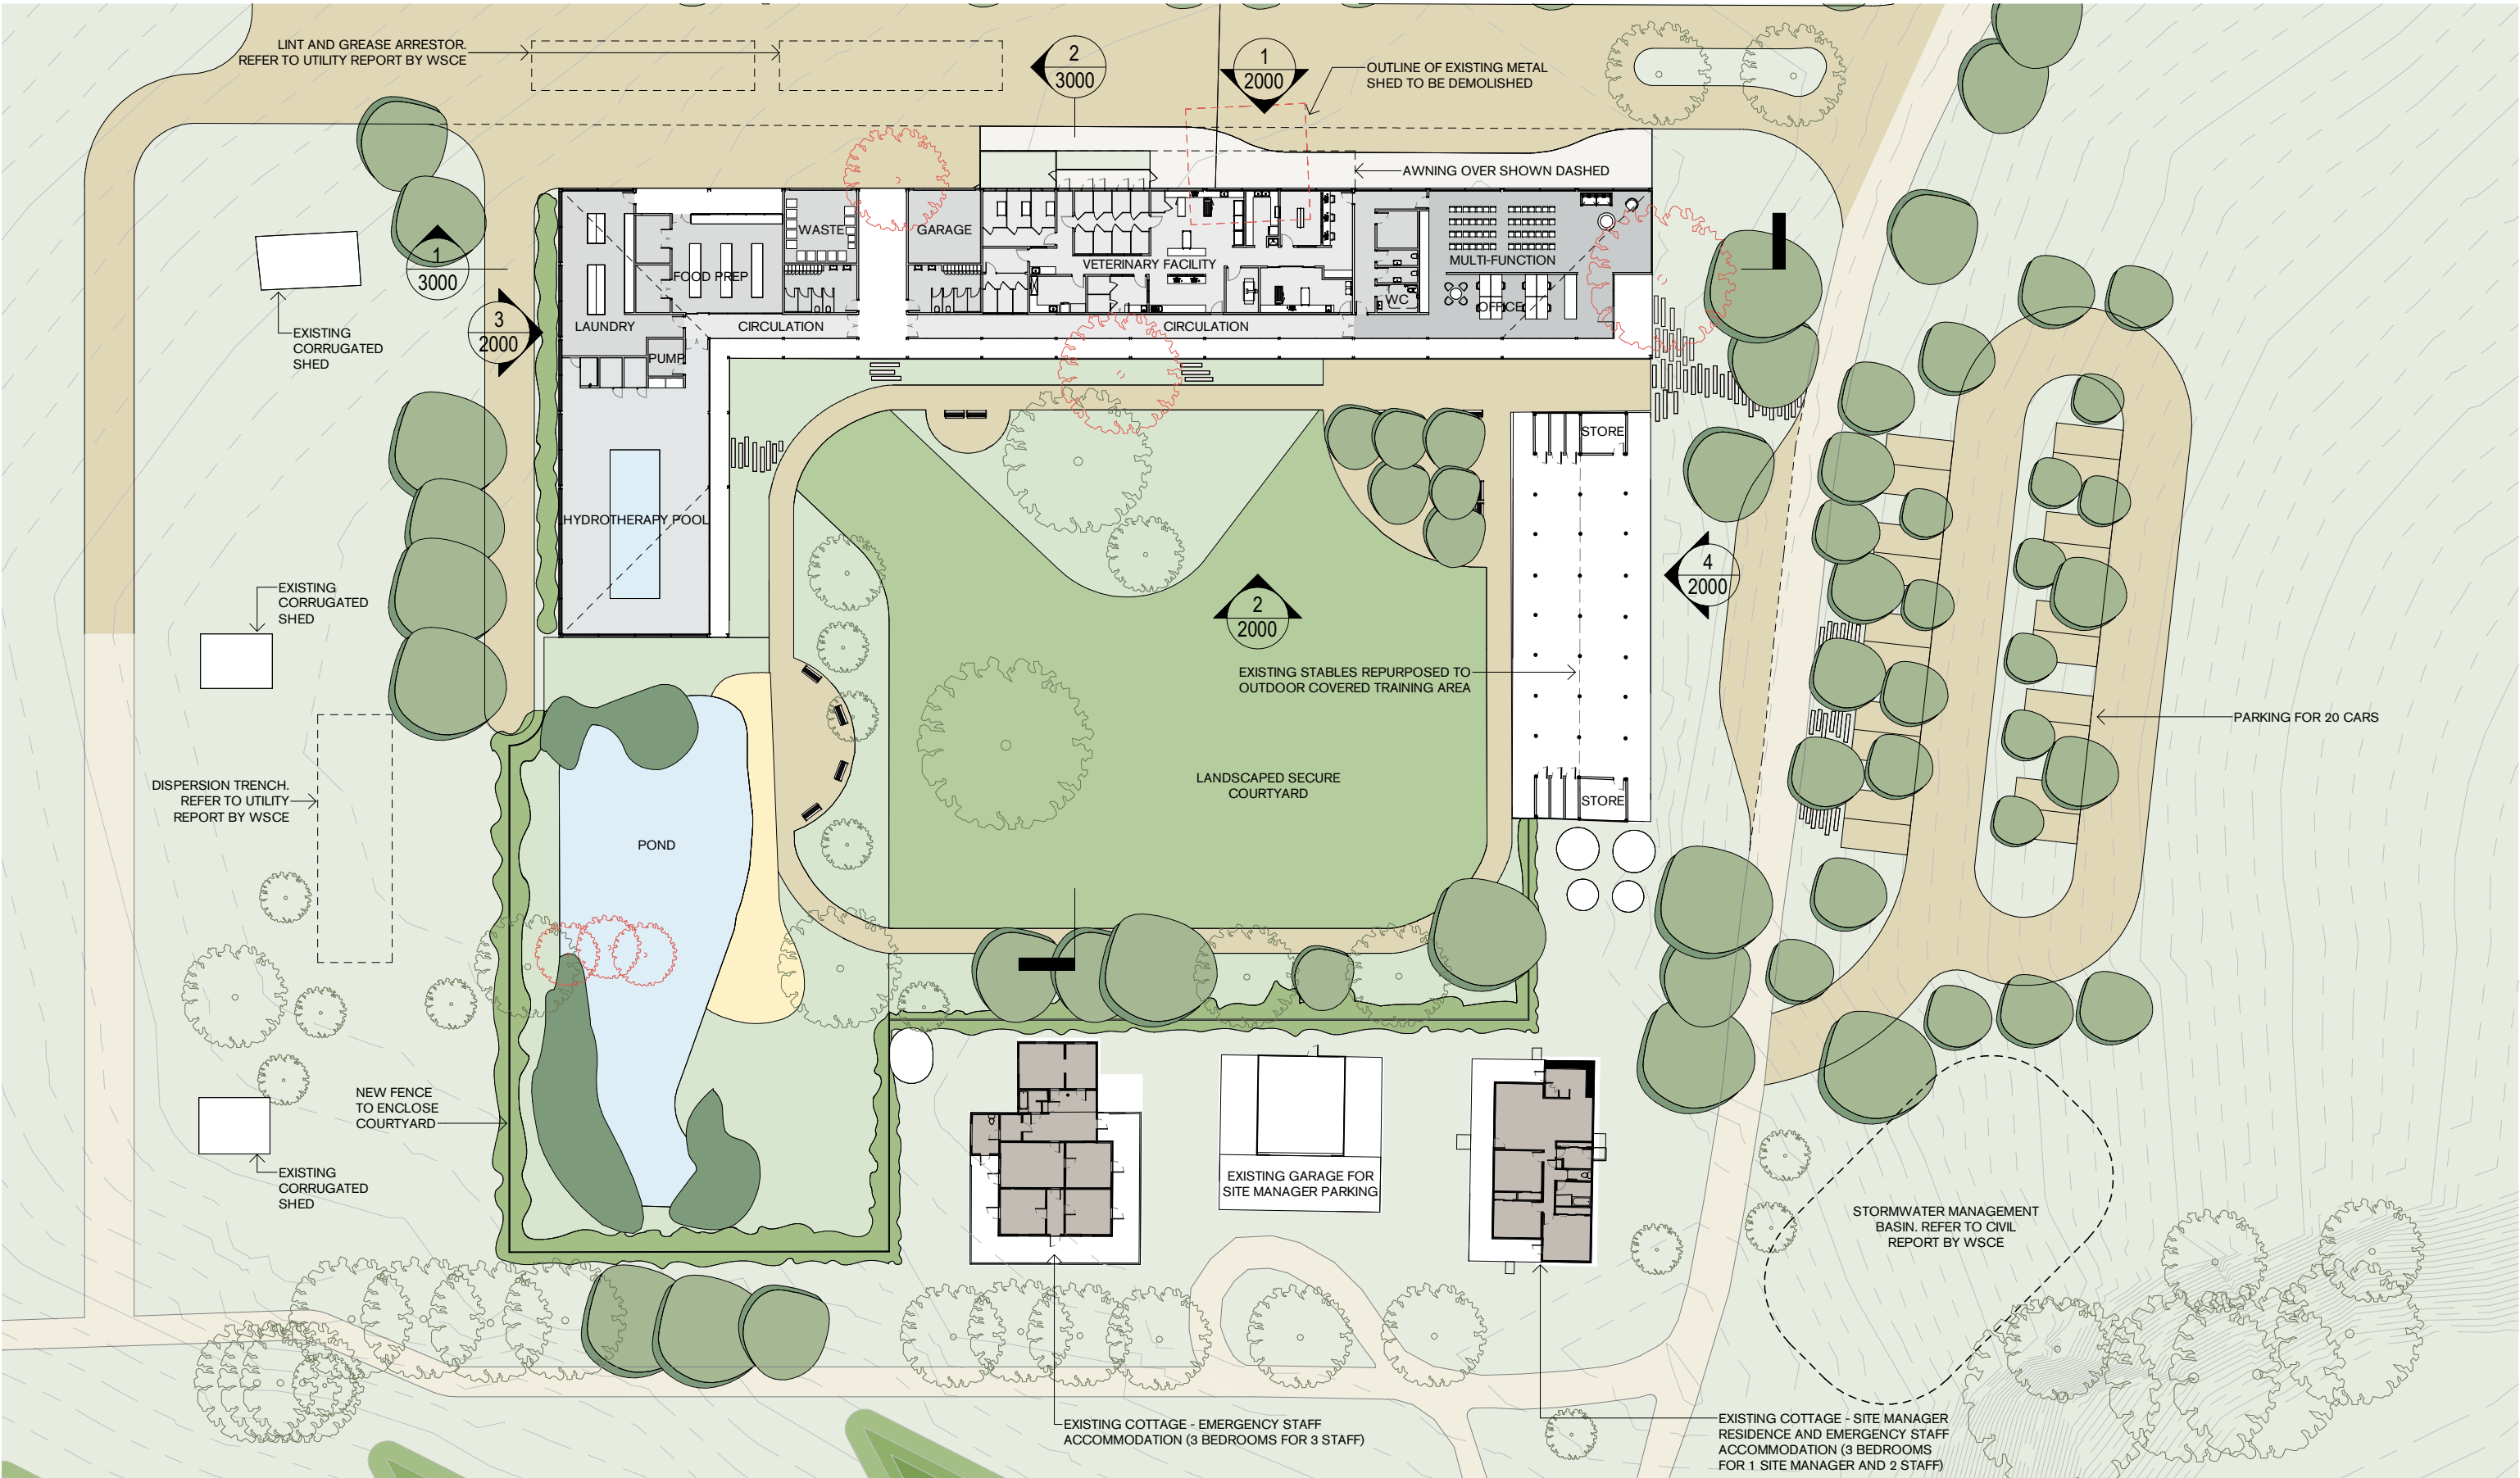 LINT AND GREASE ARRESTOR.
REFER TO UTILITY REPORT BY WSCE
2
3000
1
2000
OUTLINE OF EXISTING METAL
SHED TO BE DEMOLISHED
AWNING OVER SHOWN DASHED
1
3000
WASTE
GARAGE
FOOD PREP
VETERINARY FACILITY
MULTI-FUNCTION
WC
OFFICE
3
2000
LAUNDRY
CIRCULATION
CIRCULATION
PUMP
EXISTING
CORRUGATED
SHED
STORE
HYDROTHERAPY POOL
4
2000
EXISTING
CORRUGATED
SHED
2
2000
EXISTING STABLES REPURPOSED TO
OUTDOOR COVERED TRAINING AREA
PARKING FOR 20 CARS
DISPERSION TRENCH.
REFER TO UTILITY
REPORT BY WSCE
LANDSCAPED SECURE
COURTYARD
STORE
POND
NEW FENCE
TO ENCLOSE
COURTYARD
EXISTING
CORRUGATED
SHED
EXISTING GARAGE FOR
SITE MANAGER PARKING
STORMWATER MANAGEMENT
BASIN. REFER TO CIVIL
REPORT BY WSCE
EXISTING COTTAGE - EMERGENCY STAFF
ACCOMMODATION (3 BEDROOMS FOR 3 STAFF)
EXISTING COTTAGE - SITE MANAGER
RESIDENCE AND EMERGENCY STAFF
ACCOMMODATION (3 BEDROOMS
FOR 1 SITE MANAGER AND 2 STAFF)